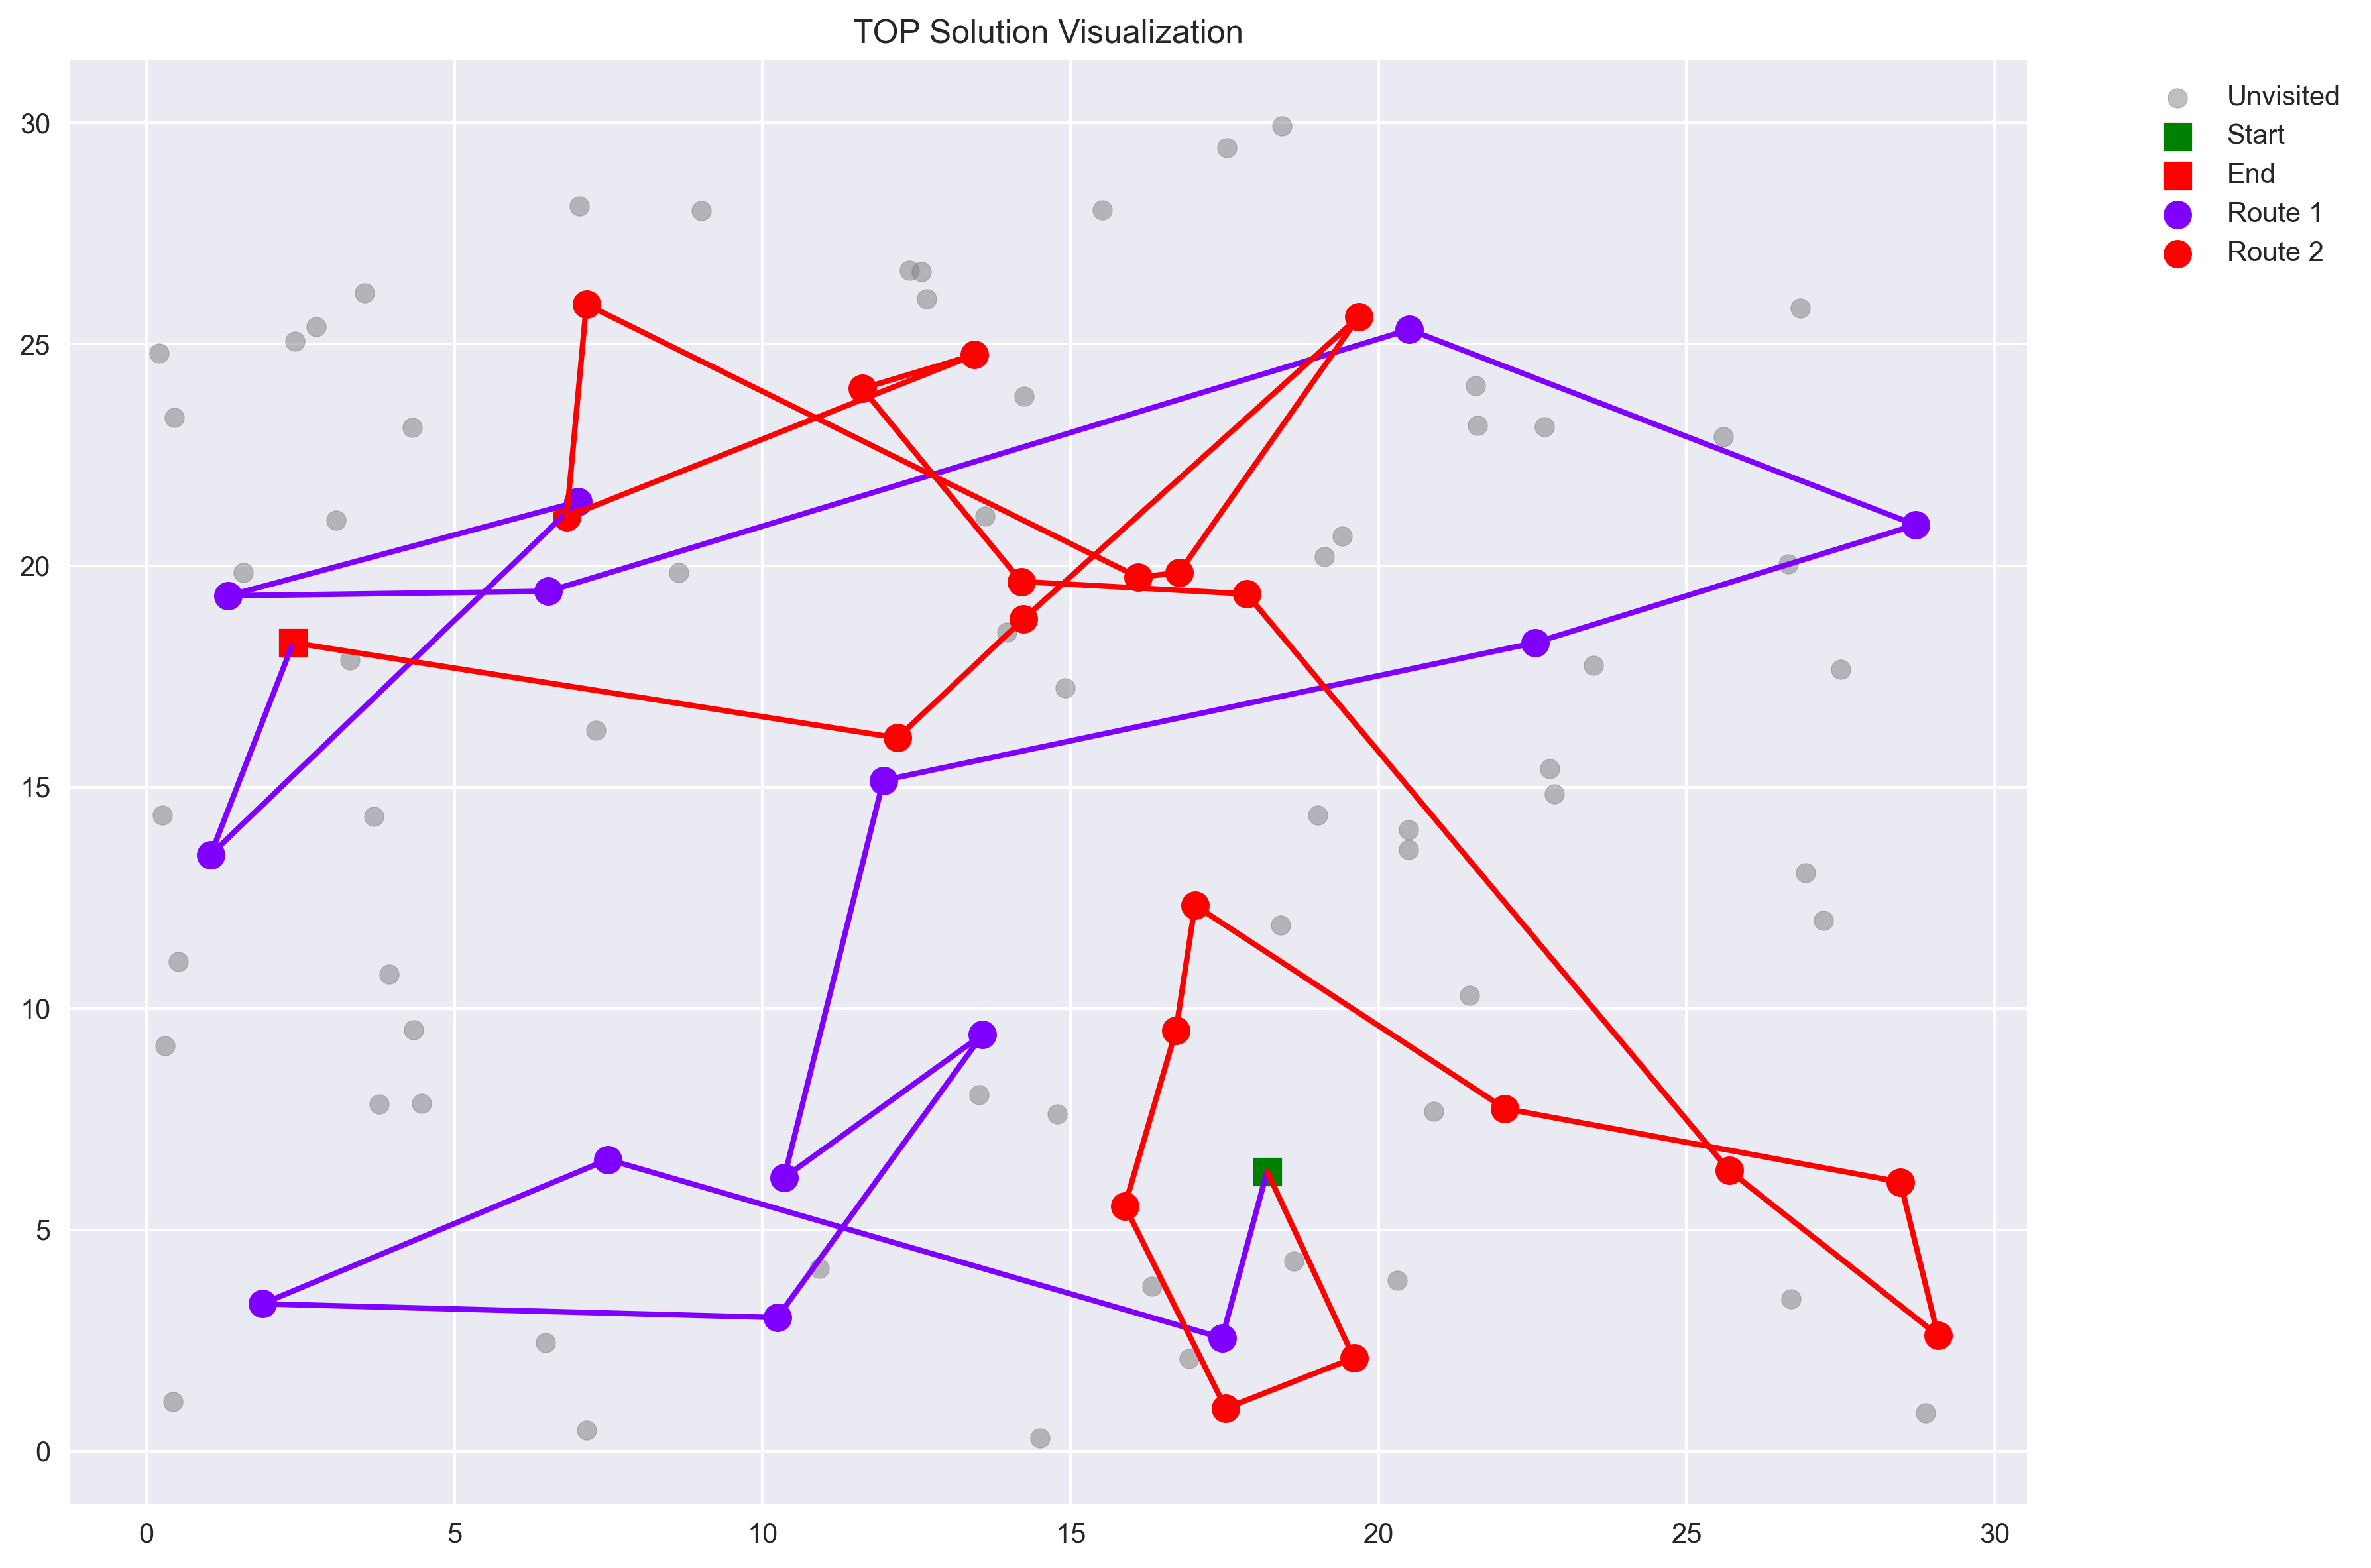 TOP Solution Visualization
30
25
20
15
10
5
0
0 5 10 15 20 25 30
Unvisited
Start
End
Route 1
Route 2